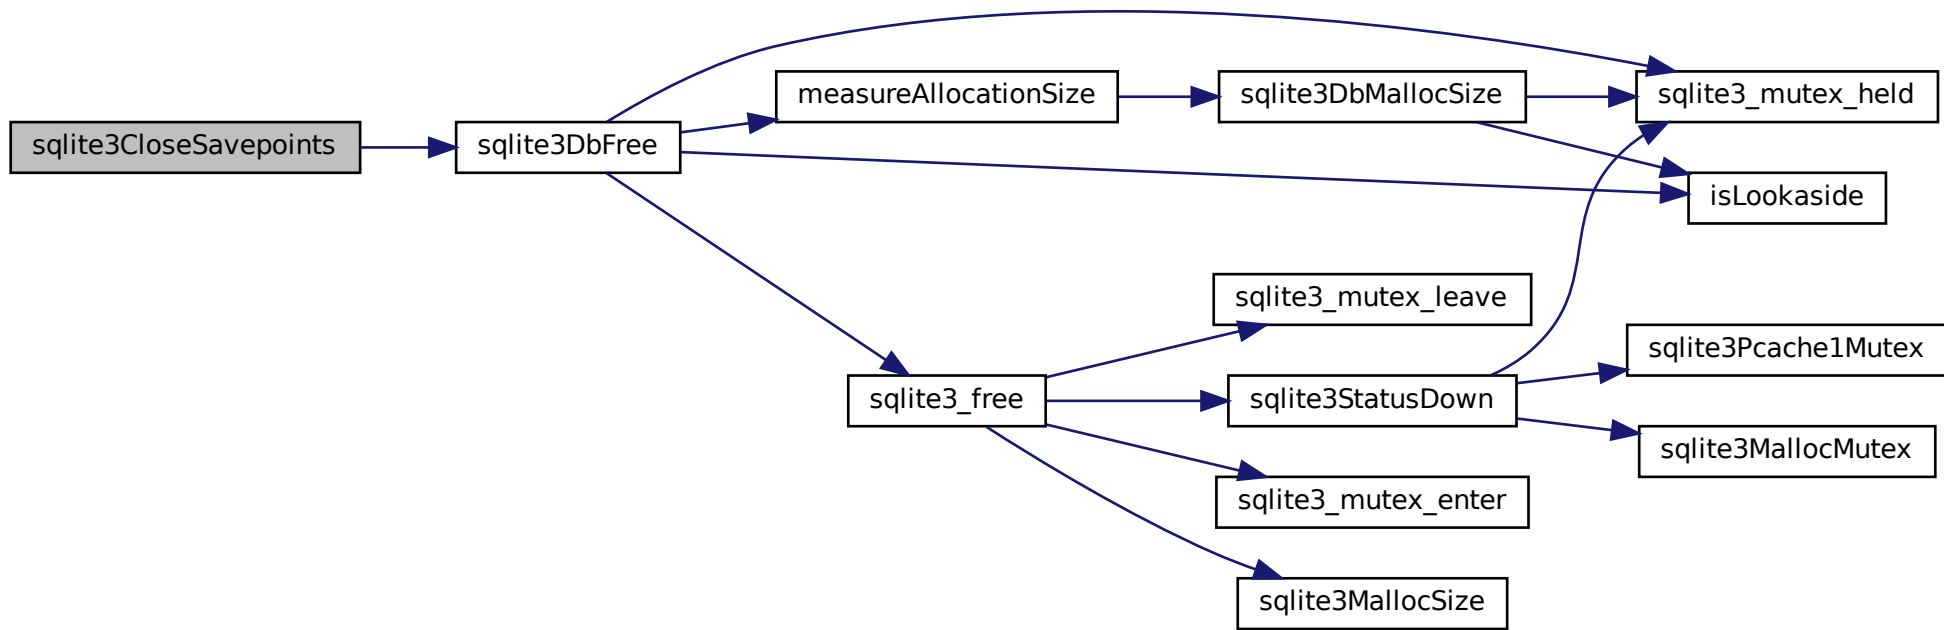 sqlite3CloseSavepoints
sqlite3DbFree
measureAllocationSize
sqlite3DbMallocSize
sqlite3_mutex_held
isLookaside
sqlite3_free
sqlite3_mutex_leave
sqlite3StatusDown
sqlite3Pcache1Mutex
sqlite3MallocMutex
sqlite3_mutex_enter
sqlite3MallocSize